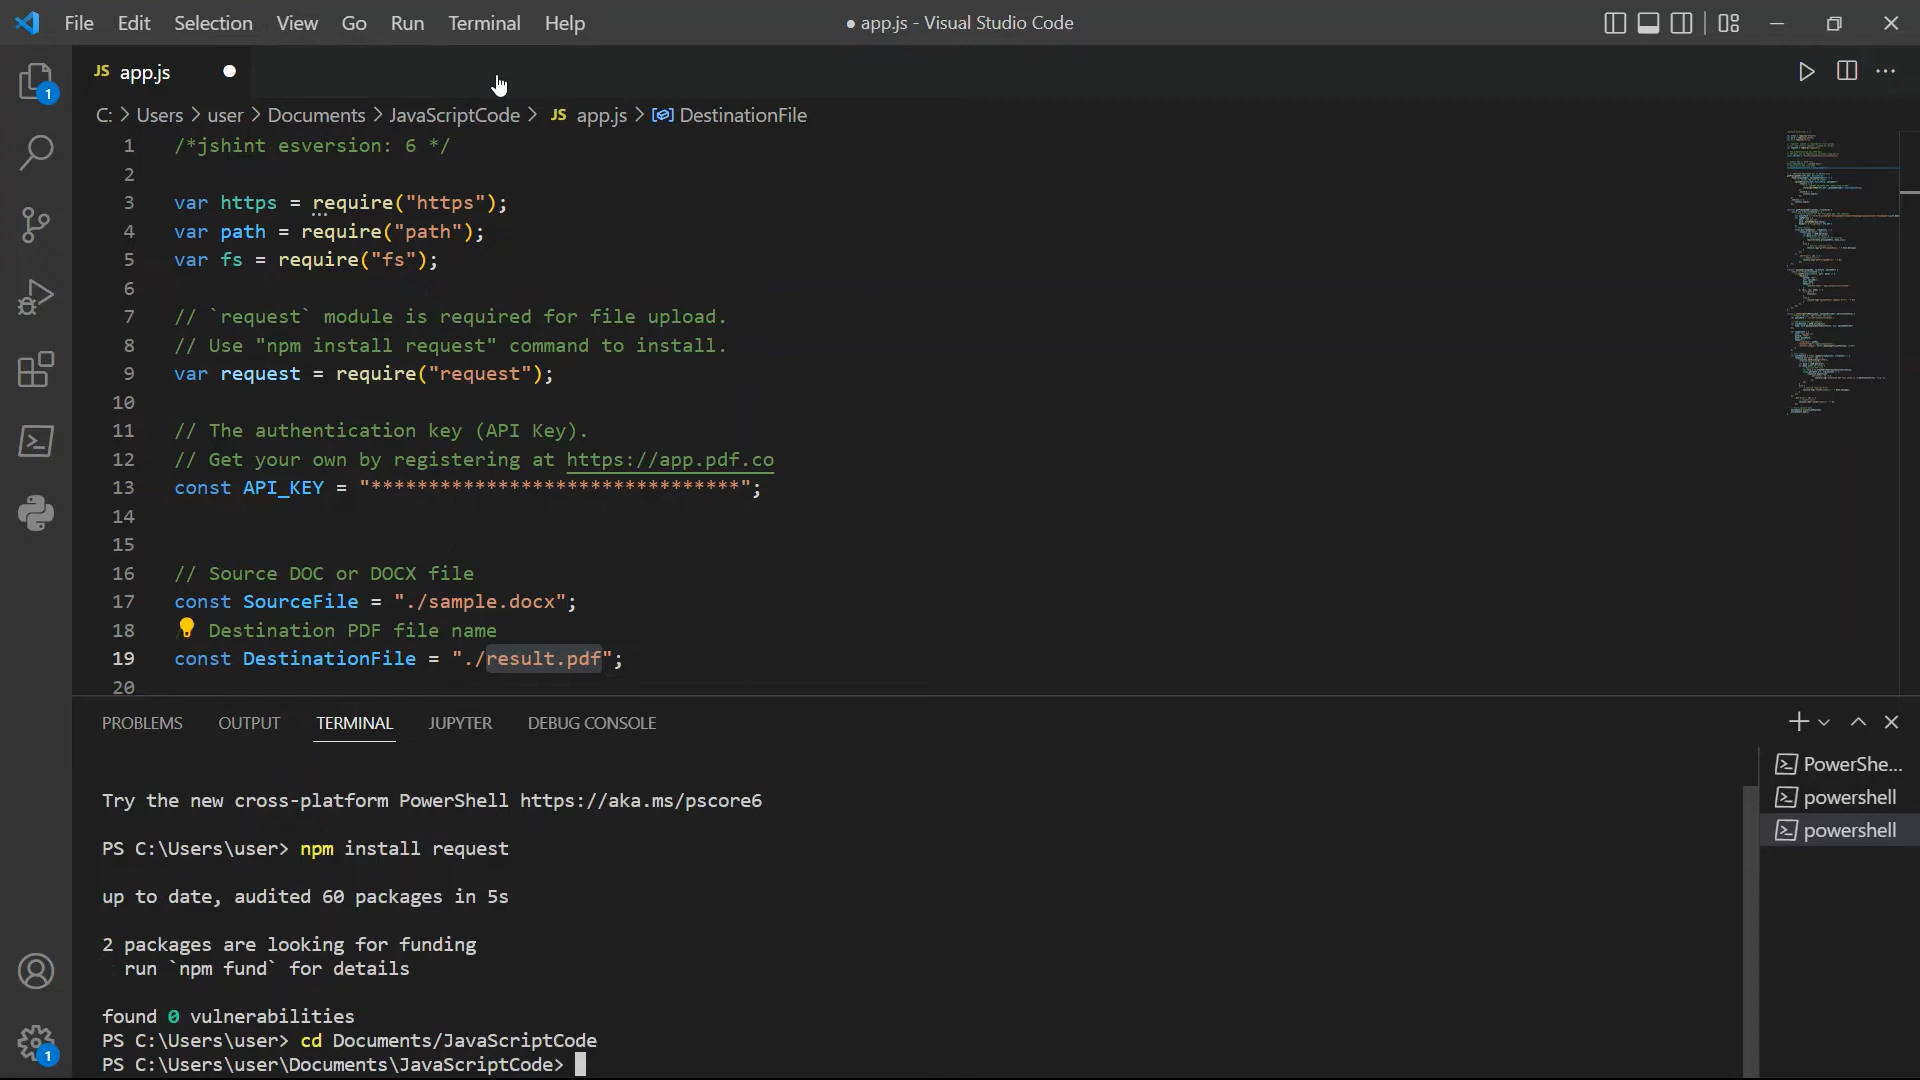 File Edit Selection View Go Run Terminal Help
● app.js - Visual Studio Code
JS app.js
C: > Users > user > Documents > JavaScriptCode > JS app.js > DestinationFile
1 /*jshint esversion: 6 */
2
3 var https = require("https");
4 var path = require("path");
5 var fs = require("fs");
6
7 // `request` module is required for file upload.
8 // Use "npm install request" command to install.
9 var request = require("request");
10
11 // The authentication key (API Key).
12 // Get your own by registering at https://app.pdf.co
13 const API_KEY = "********************************";
14
15
16 // Source DOC or DOCX file
17 const SourceFile = "./sample.docx";
18 Destination PDF file name
19 const DestinationFile = "./result.pdf";
20
PROBLEMS OUTPUT TERMINAL JUPYTER DEBUG CONSOLE
Try the new cross-platform PowerShell https://aka.ms/pscore6
PS C:\Users\user> npm install request
up to date, audited 60 packages in 5s
2 packages are looking for funding
run `npm fund` for details
found 0 vulnerabilities
PS C:\Users\user> cd Documents/JavaScriptCode
PS C:\Users\user\Documents\JavaScriptCode>
PowerShe...
powershell
powershell
1
1